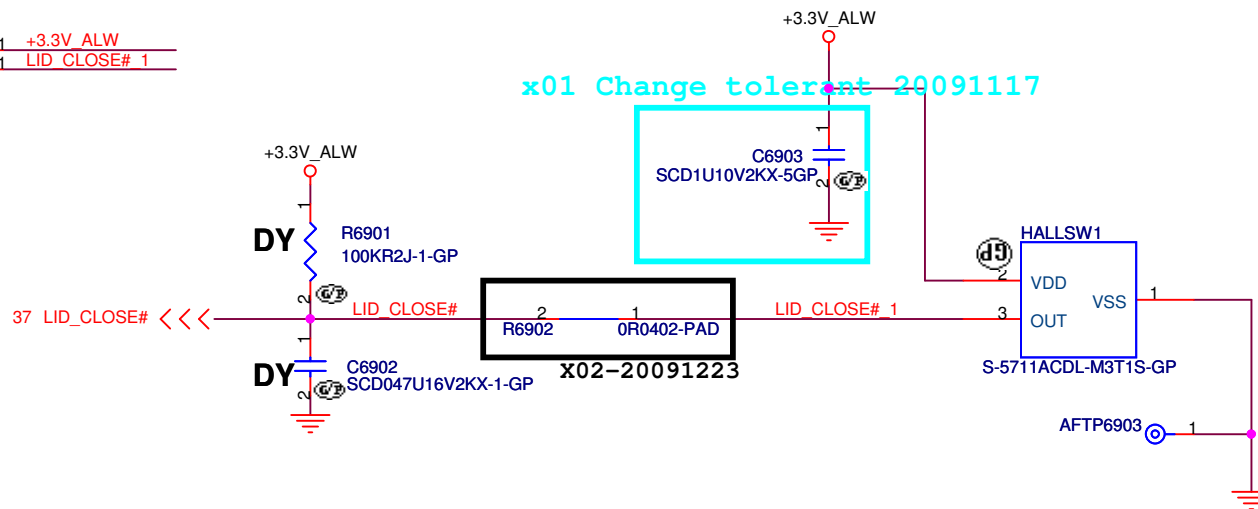 +3.3V_ALW
1 +3.3V_ALW
1 LID_CLOSE#_1
x01 Change tolerant 20091117
1
C6903
SCD1U10V2KX-5GP
2 G/P
+3.3V_ALW
1
DY R6901
100KR2J-1-GP
2 G/P
HALLSW1
GP
2 VDD
VSS 1
3 OUT
S-5711ACDL-M3T1S-GP
37 LID_CLOSE#
LID_CLOSE#
2 1
R6902 0R0402-PAD
LID_CLOSE#_1
X02-20091223
1
DY C6902
SCD047U16V2KX-1-GP
2 G/P
AFTP6903 1